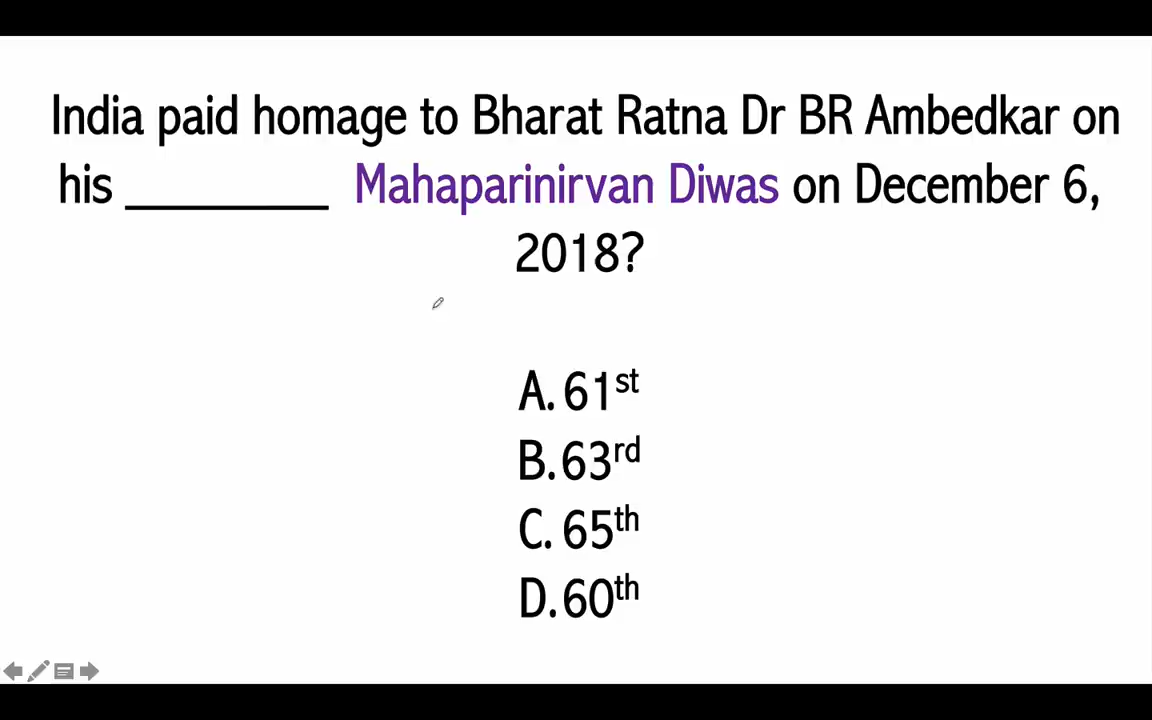 India paid homage to Bharat Ratna Dr BR Ambedkar on
his ________ Mahaparinirvan Diwas on December 6,
2018?
A. 61st
B. 63rd
C. 65th
D. 60th